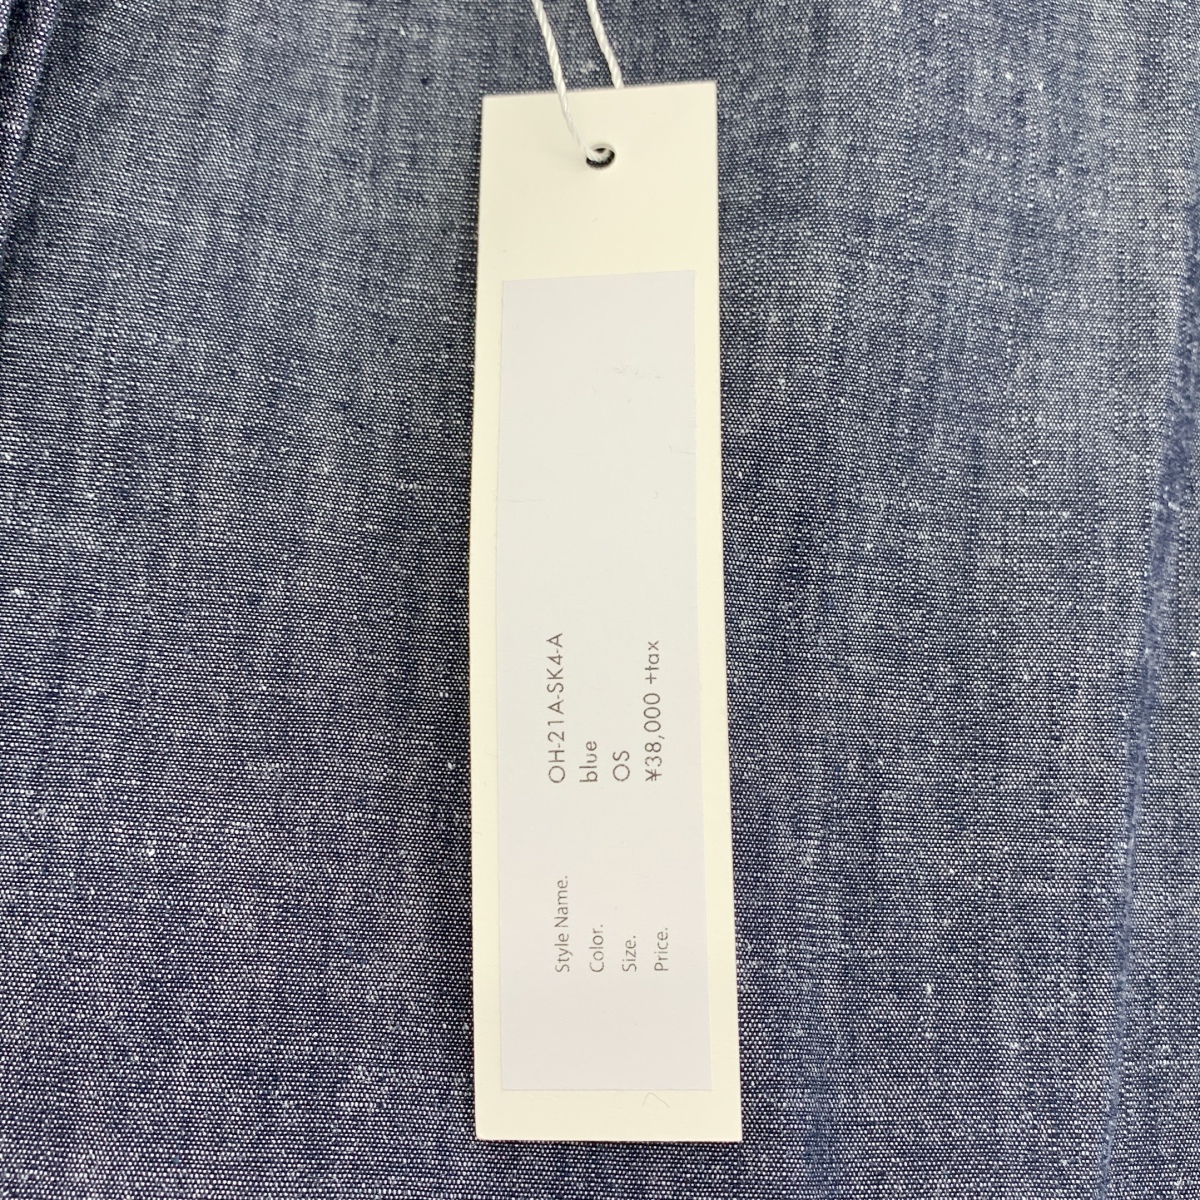 Style Name. OH-21A-SK4-A
Color. blue
Size. OS
Price. ¥38,000 +tax